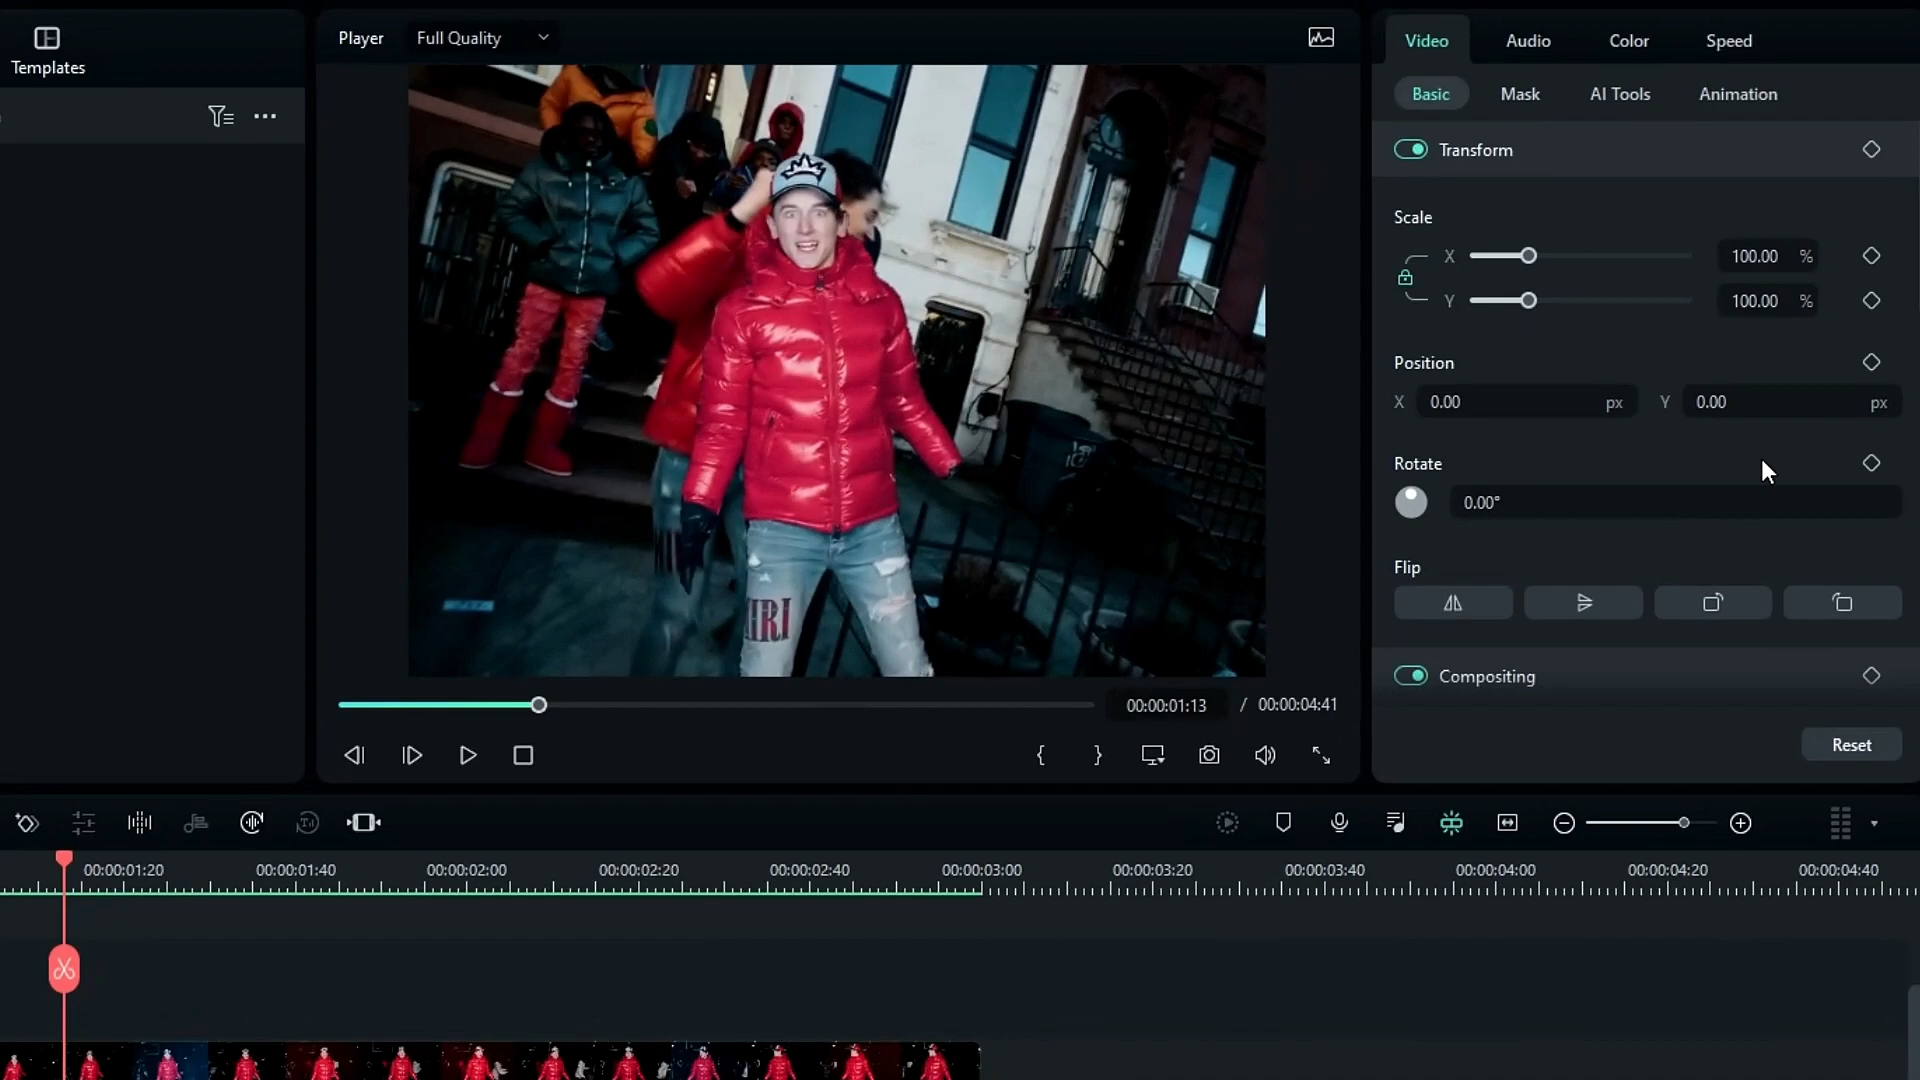 Templates
Player
Full Quality
Video
Audio
Color
Speed
Basic
Mask
AI Tools
Animation
Transform
Scale
X
100.00
%
Y
100.00
%
Position
X
0.00
px
Y
0.00
px
Rotate
0.00°
Flip
Compositing
Reset
00:00:01:13
/
00:00:04:41
00:00:01:20
00:00:01:40
00:00:02:00
00:00:02:20
00:00:02:40
00:00:03:00
00:00:03:20
00:00:03:40
00:00:04:00
00:00:04:20
00:00:04:40